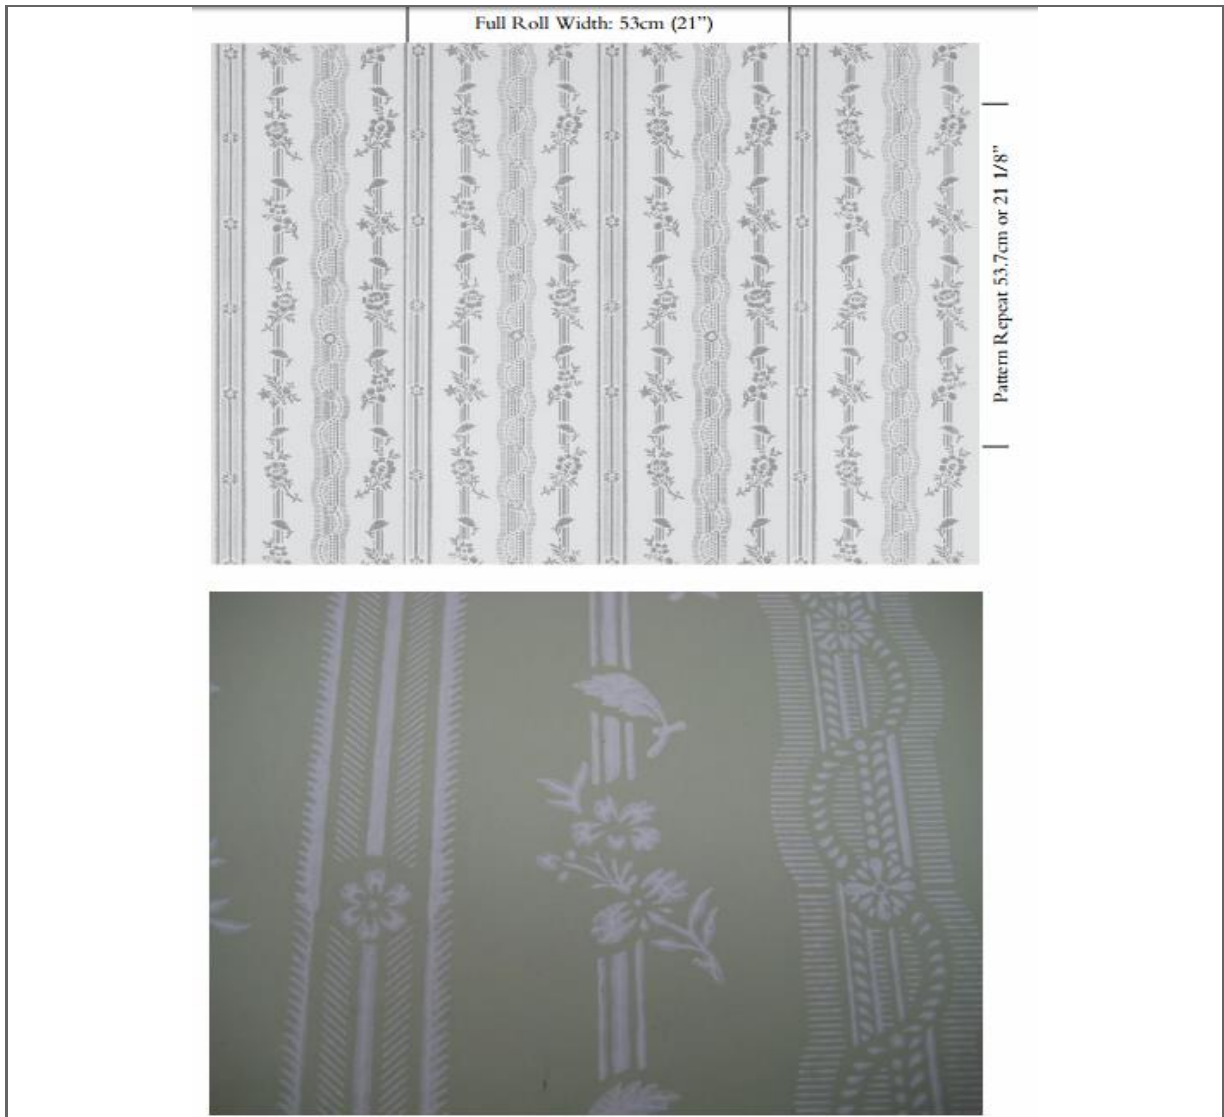 Full Roll Width: 53cm (21”)
Pattern Repeat 53.7cm or 21 1/8”